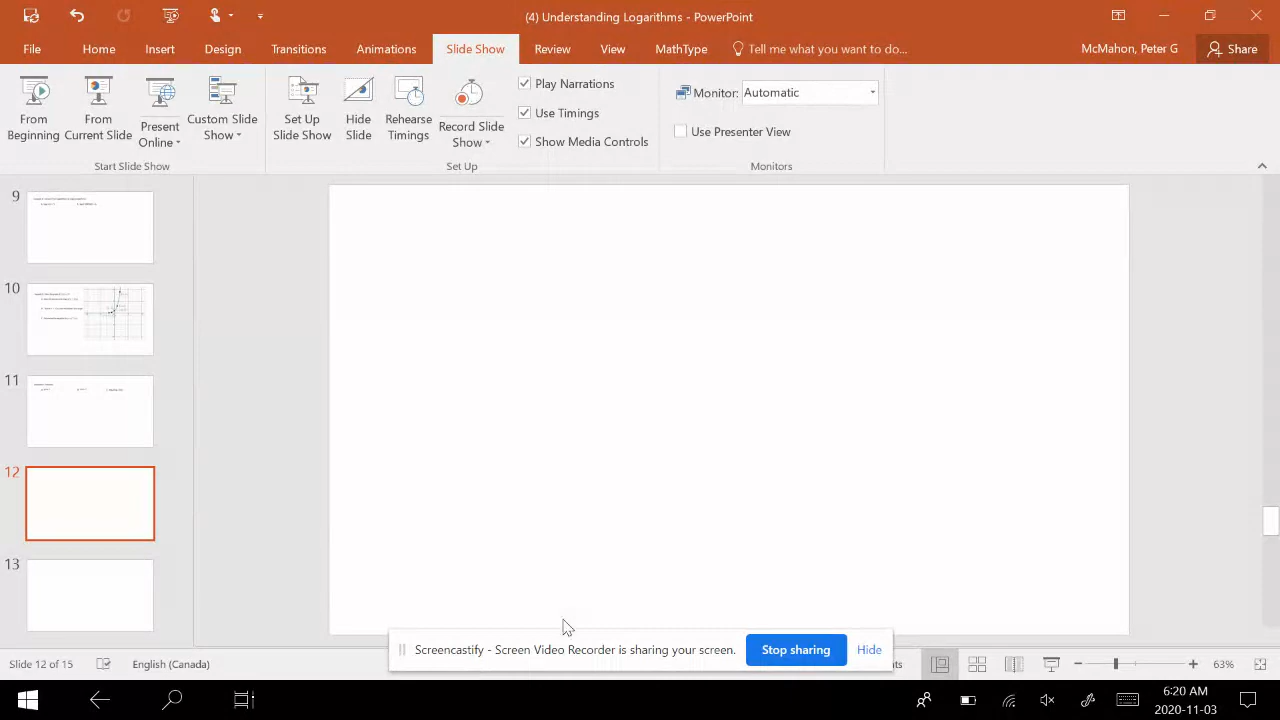 (4) Understanding Logarithms - PowerPoint
File Home Insert Design Transitions Animations Slide Show Review View MathType Tell me what you want to do... McMahon, Peter G Share
From Beginning
From Current Slide
Present Online
Custom Slide Show
Set Up Slide Show
Hide Slide
Rehearse Timings
Record Slide Show
Play Narrations
Use Timings
Show Media Controls
Monitor: Automatic
Use Presenter View
Start Slide Show Set Up Monitors
9
10
11
12
13
Screencastify - Screen Video Recorder is sharing your screen. Stop sharing Hide
Slide 12 of 15 English (Canada) 63%
6:20 AM
2020-11-03